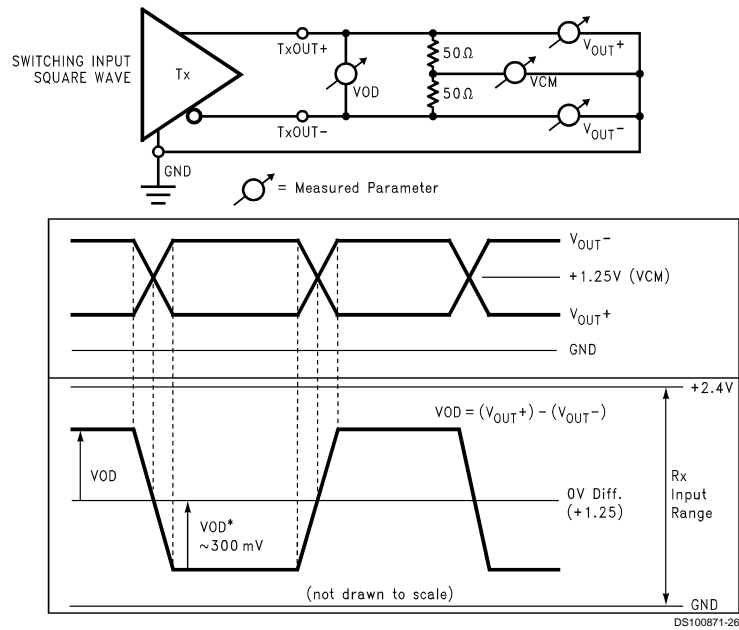 SWITCHING INPUT
SQUARE WAVE
Tx
TxOUT+
TxOUT-
VOD
50Ω
50Ω
VCM
VOUT+
VOUT-
GND
= Measured Parameter
VOUT-
+1.25V (VCM)
VOUT+
GND
+2.4V
VOD = (VOUT+) - (VOUT-)
VOD
0V Diff.
(+1.25)
Rx
Input
Range
VOD*
~300 mV
(not drawn to scale)
GND
DS100871-26